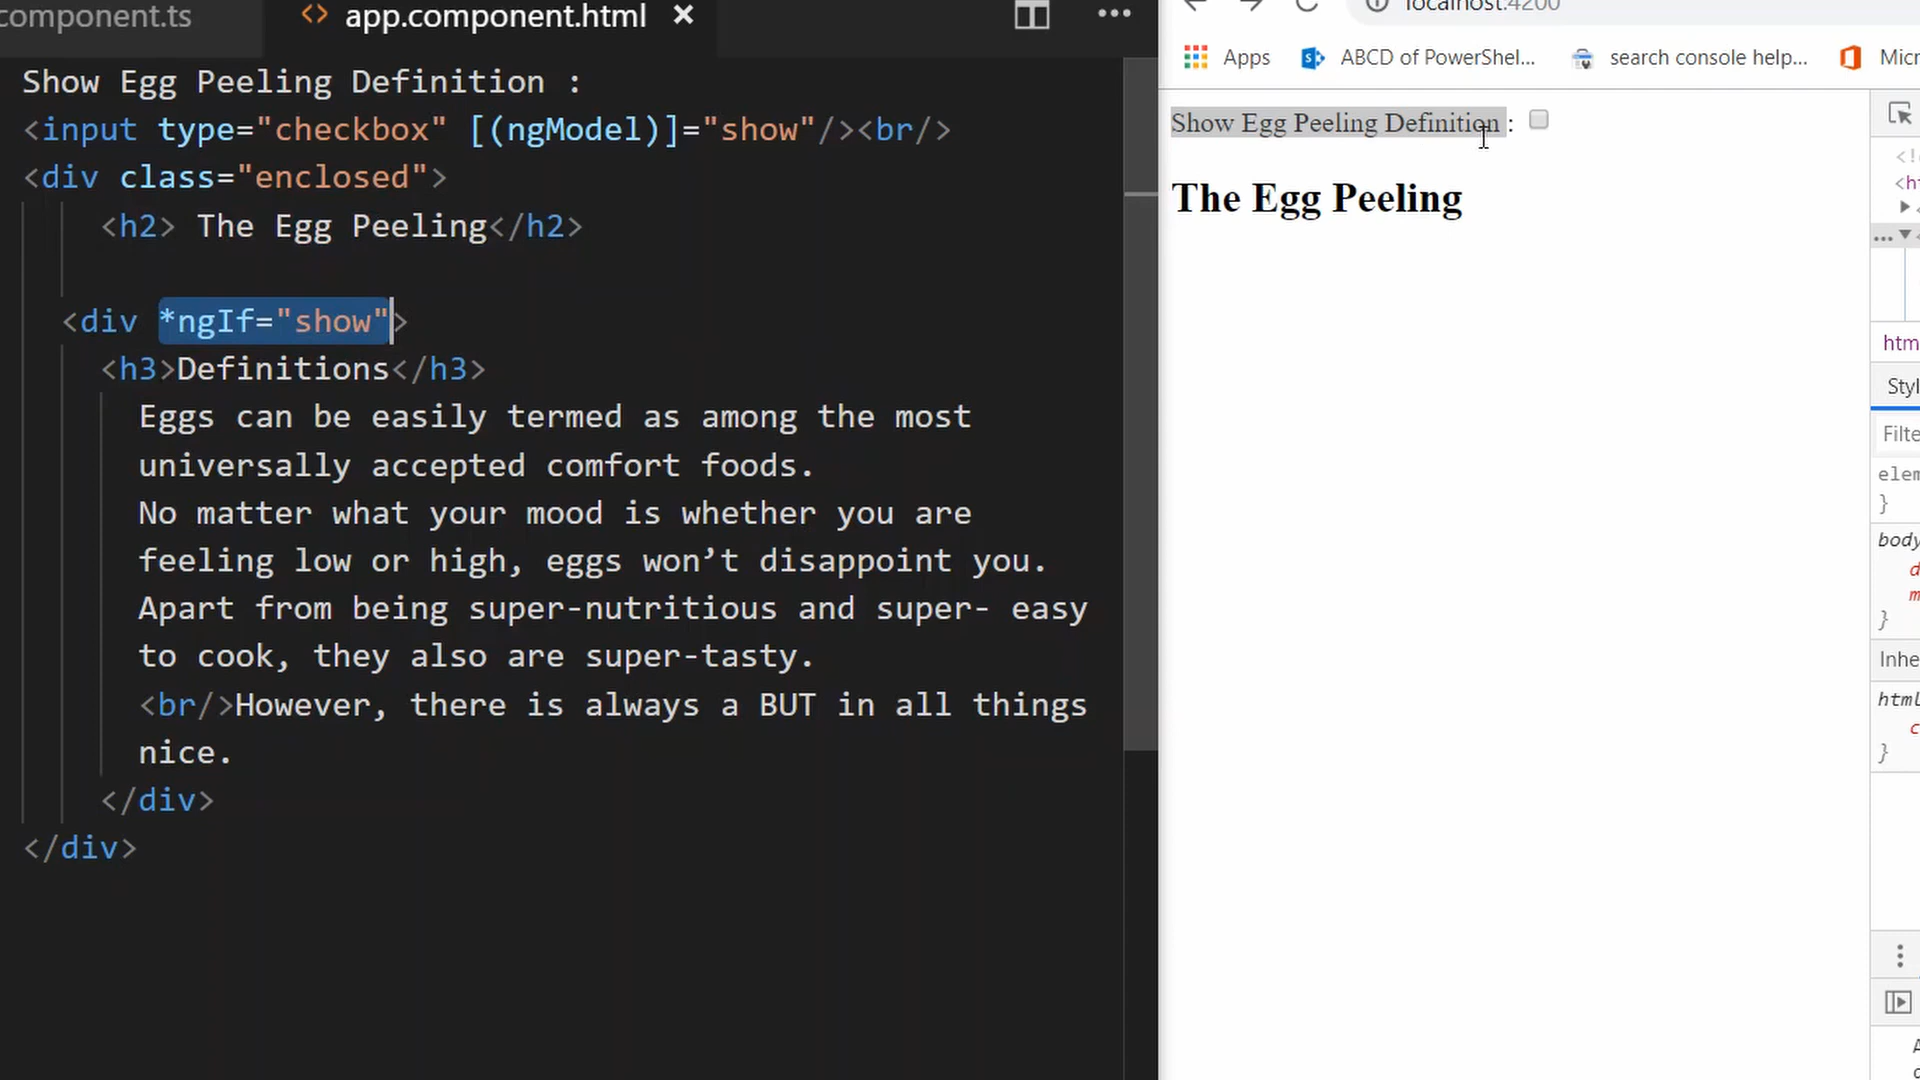 component.ts
app.component.html
Show Egg Peeling Definition :
<input type="checkbox" [(ngModel)]="show"/><br/>
<div class="enclosed">
<h2> The Egg Peeling</h2>
<div *ngIf="show">
<h3>Definitions</h3>
Eggs can be easily termed as among the most
universally accepted comfort foods.
No matter what your mood is whether you are
feeling low or high, eggs won’t disappoint you.
Apart from being super-nutritious and super- easy
to cook, they also are super-tasty.
<br/>However, there is always a BUT in all things
nice.
</div>
</div>
localhost:4200
Apps
ABCD of PowerShel...
search console help...
Show Egg Peeling Definition :
The Egg Peeling
body
}
}
}